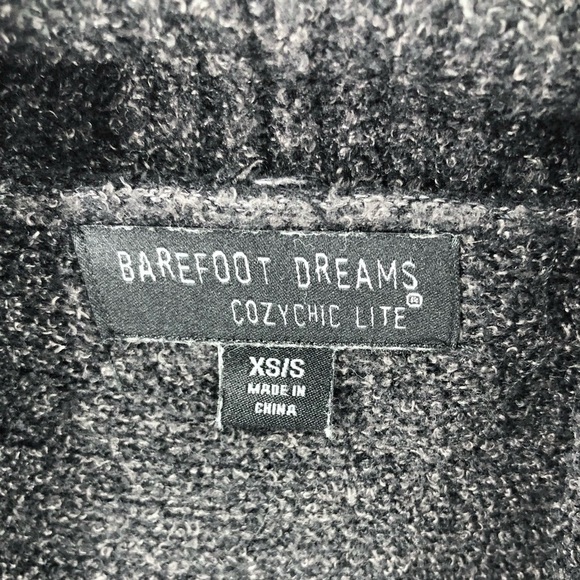 BAREFOOT DREAMS
COZYCHIC LITE®
XS/S
MADE IN
CHINA